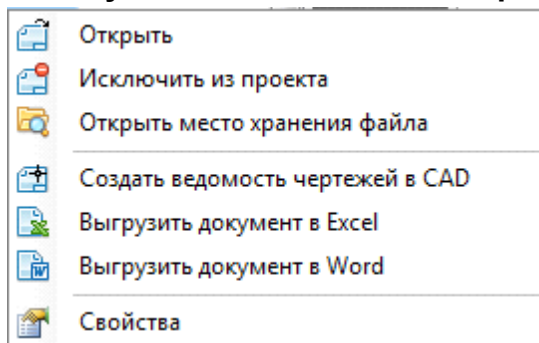 Открыть
Исключить из проекта
Открыть место хранения файла
Создать ведомость чертежей в CAD
Выгрузить документ в Excel
Выгрузить документ в Word
Свойства